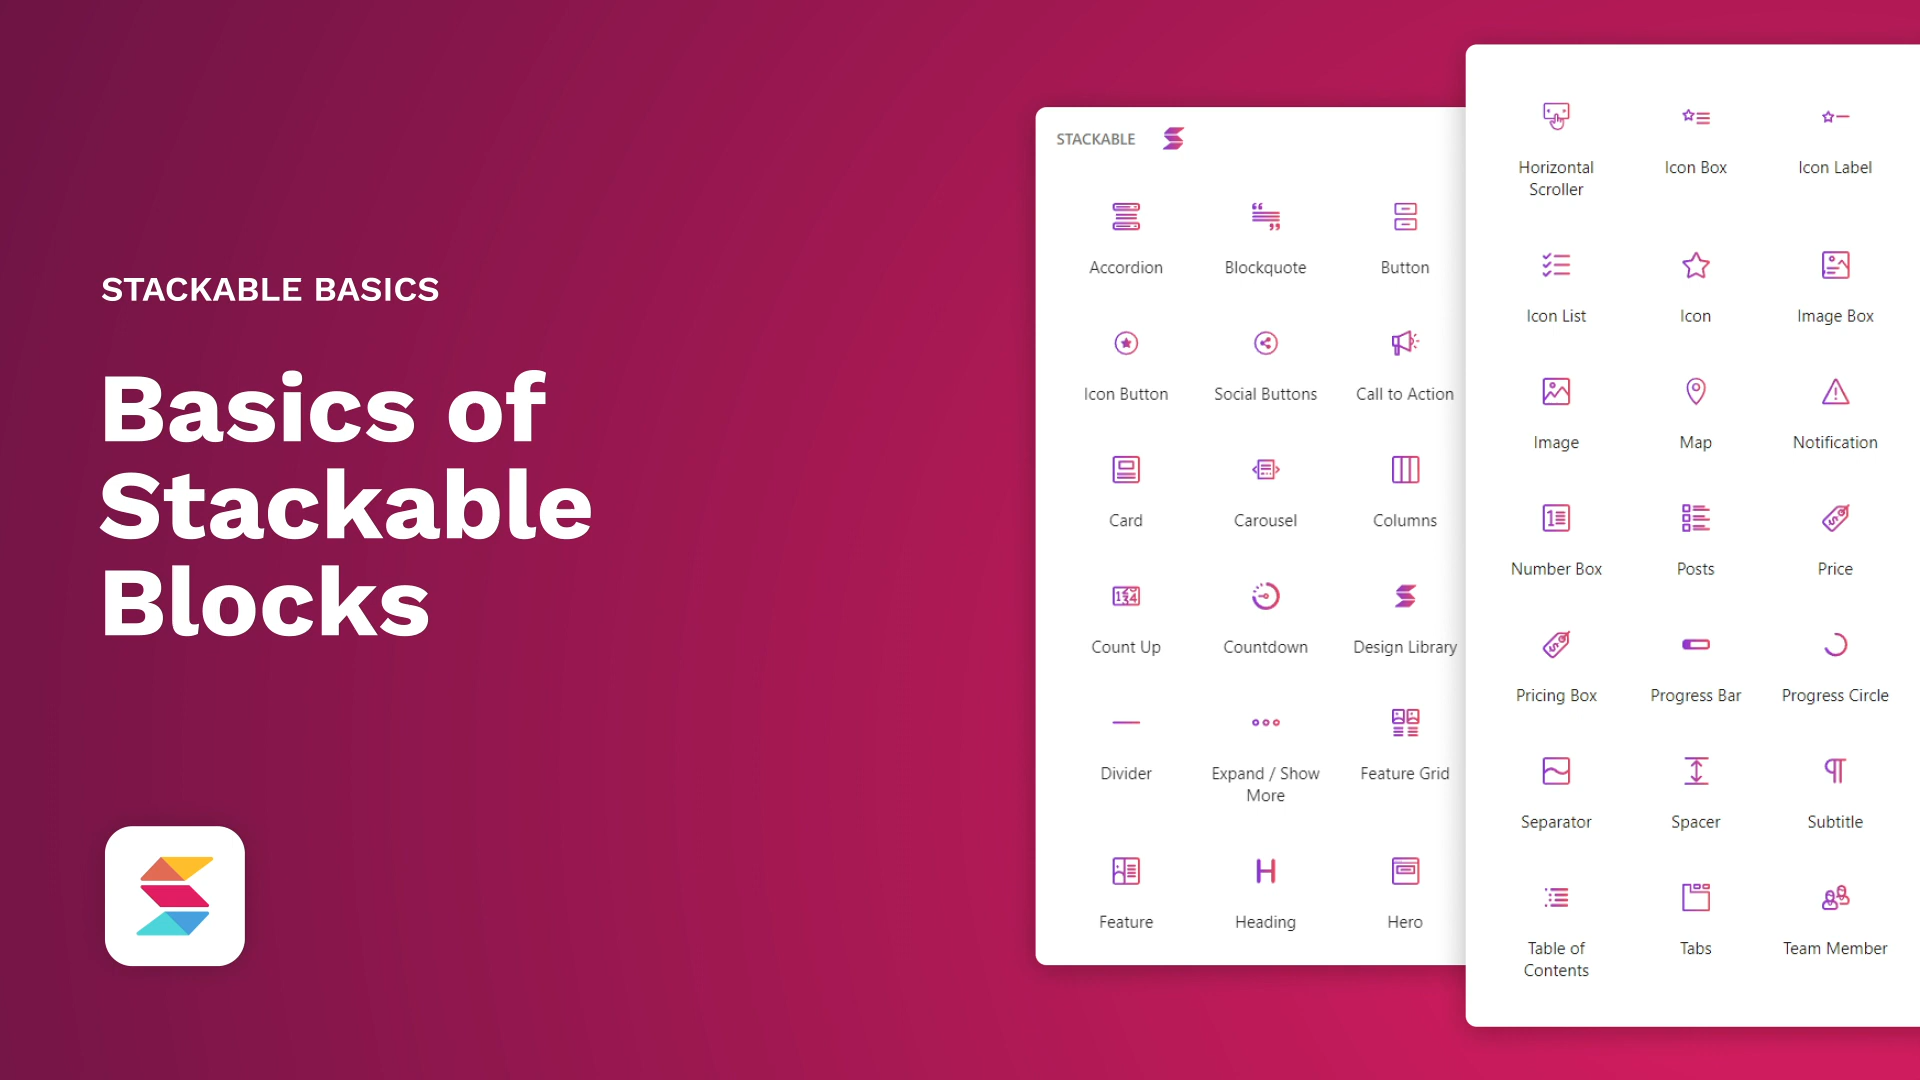 STACKABLE BASICS
Basics of
Stackable
Blocks
STACKABLE
Accordion
Blockquote
Button
Icon Button
Social Buttons
Call to Action
Card
Carousel
Columns
Count Up
Countdown
Design Library
Divider
Expand / Show
More
Feature Grid
Feature
Heading
Hero
Horizontal
Scroller
Icon Box
Icon Label
Icon List
Icon
Image Box
Image
Map
Notification
Number Box
Posts
Price
Pricing Box
Progress Bar
Progress Circle
Separator
Spacer
Subtitle
Table of
Contents
Tabs
Team Member